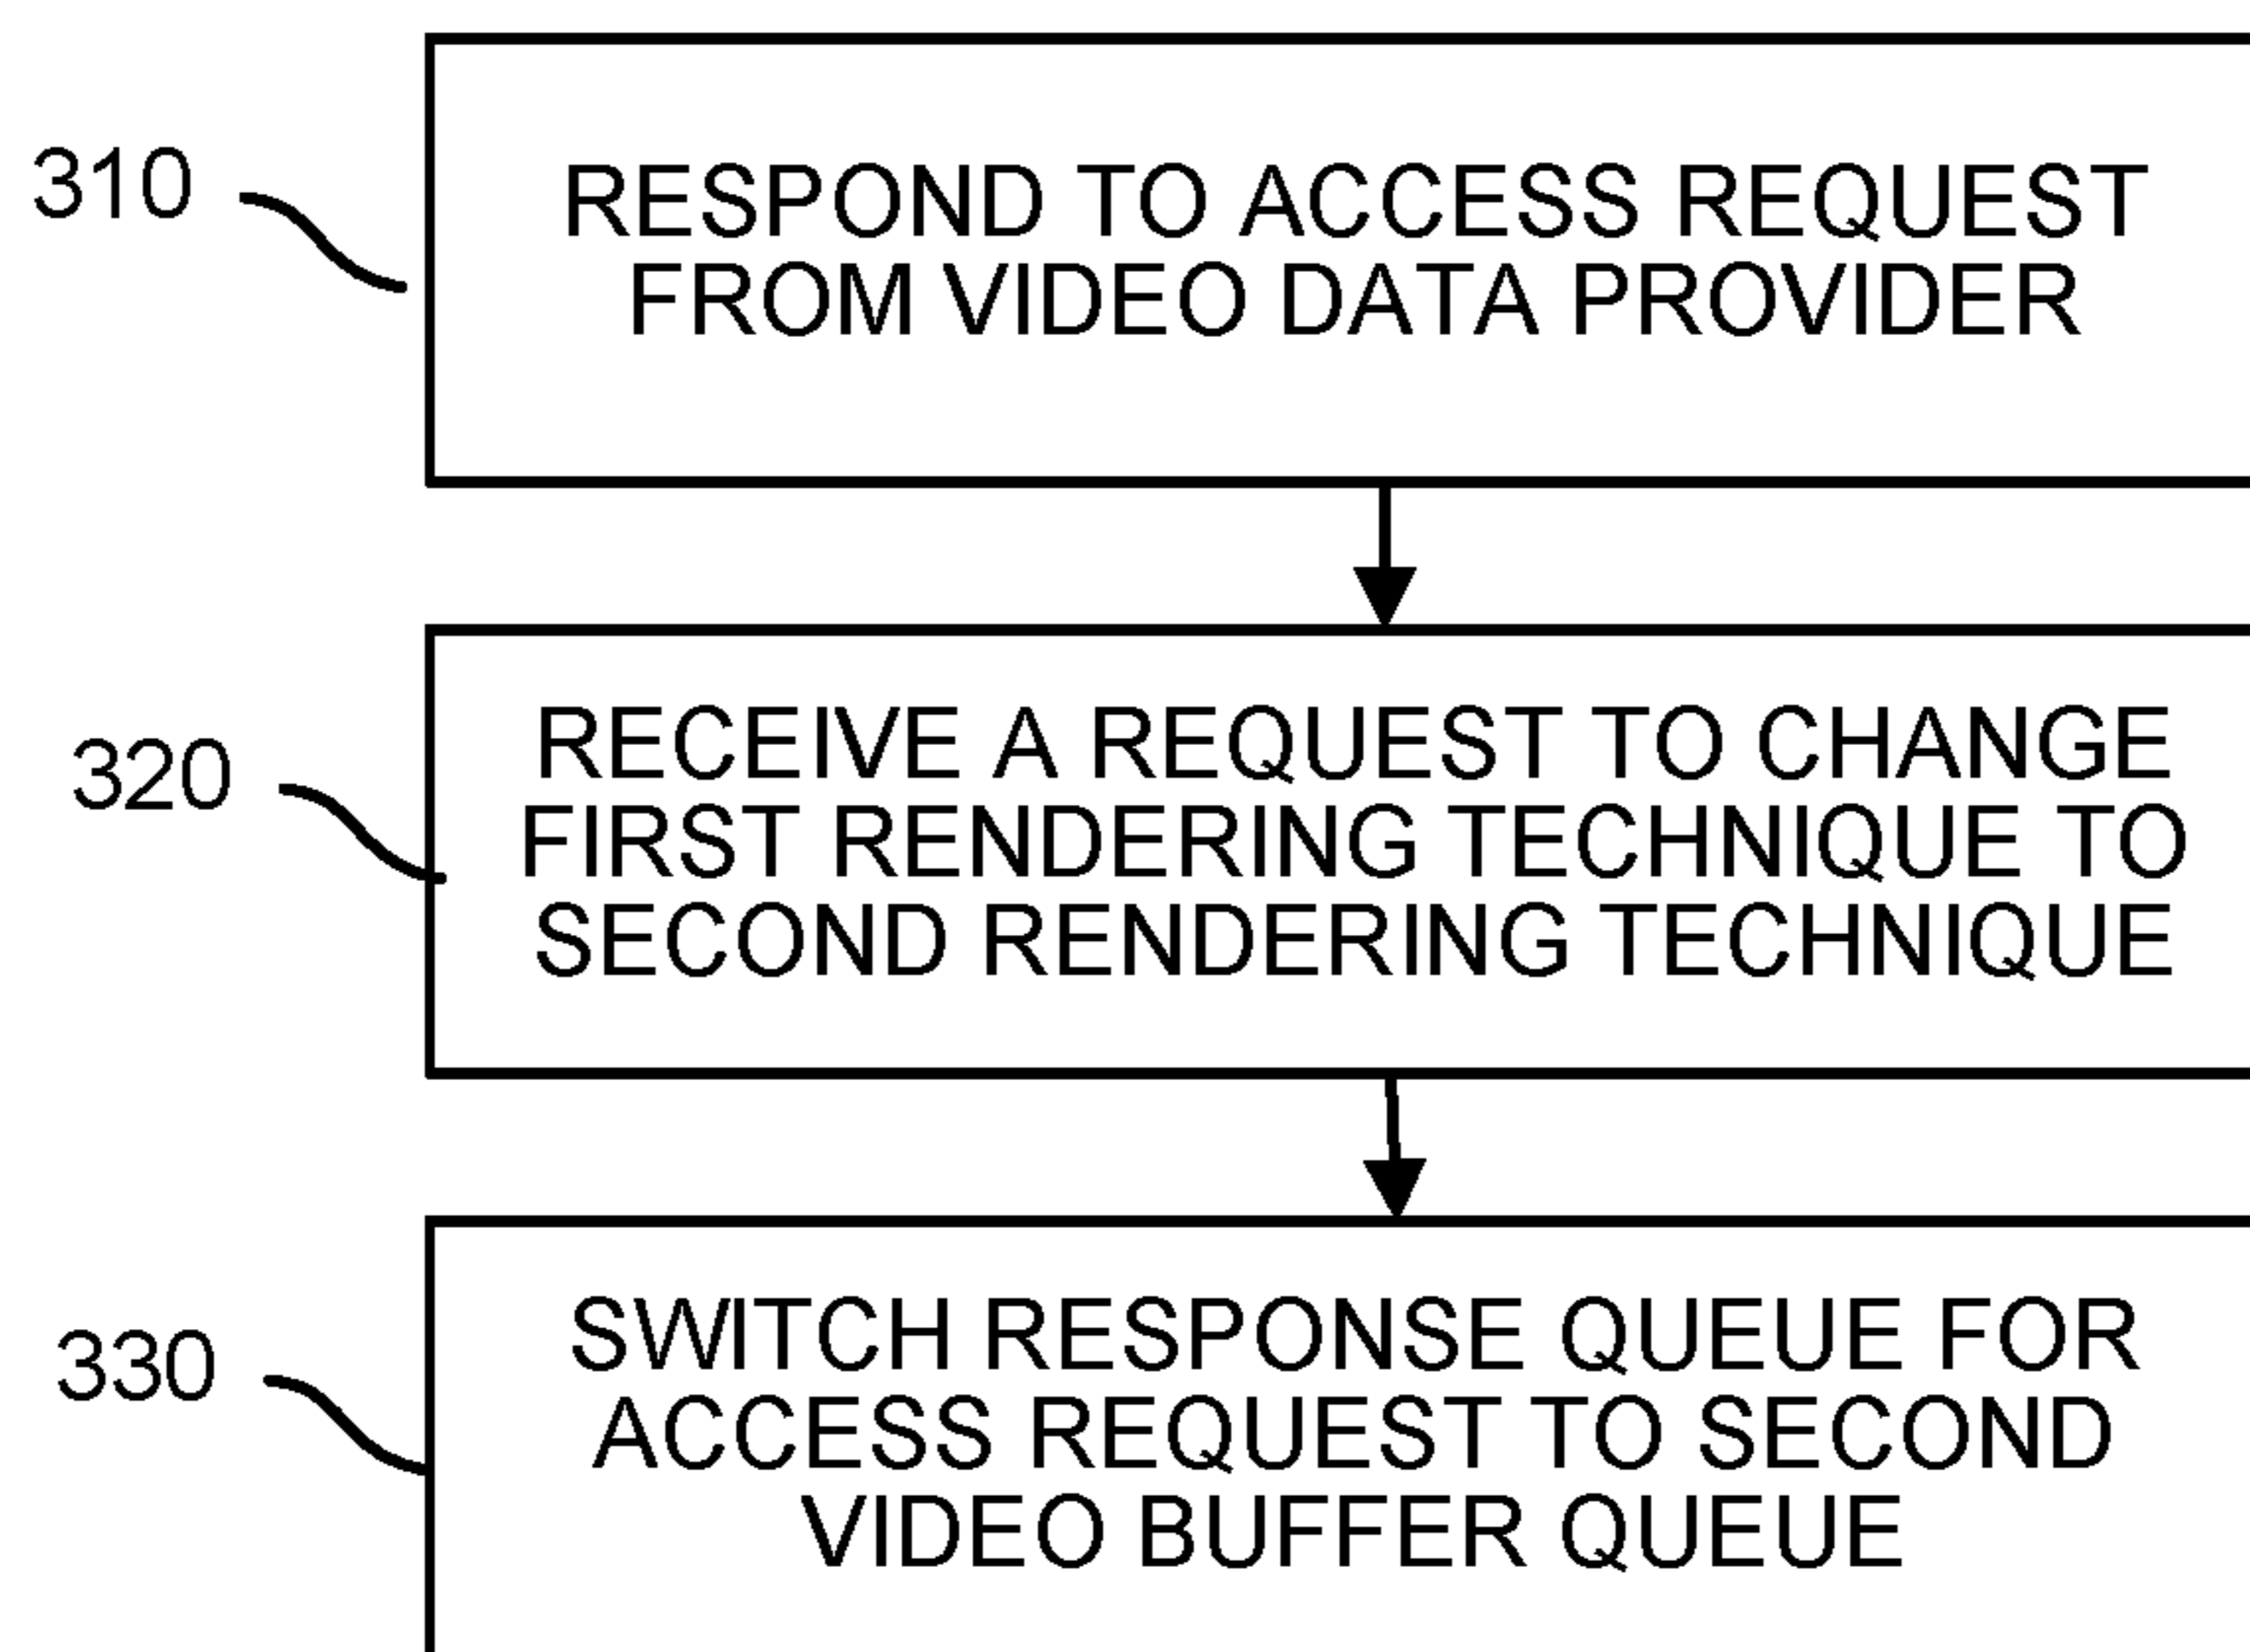 310
RESPOND TO ACCESS REQUEST
FROM VIDEO DATA PROVIDER
320
RECEIVE A REQUEST TO CHANGE
FIRST RENDERING TECHNIQUE TO
SECOND RENDERING TECHNIQUE
330
SWITCH RESPONSE QUEUE FOR
ACCESS REQUEST TO SECOND
VIDEO BUFFER QUEUE